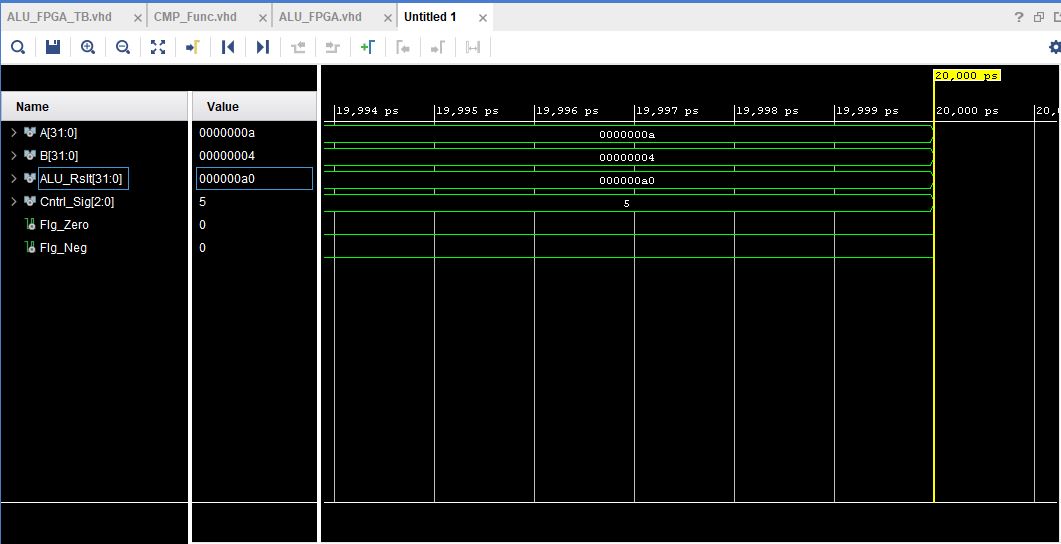 ALU_FPGA_TB.vhd × CMP_Func.vhd × ALU_FPGA.vhd × Untitled 1 × ?
20,000 ps
Name Value 19,994 ps 19,995 ps 19,996 ps 19,997 ps 19,998 ps 19,999 ps 20,000 ps 20,0
A[31:0] 0000000a 0000000a
B[31:0] 00000004 00000004
ALU_Rslt[31:0] 000000a0 000000a0
Cntrl_Sig[2:0] 5 5
Flg_Zero 0
Flg_Neg 0